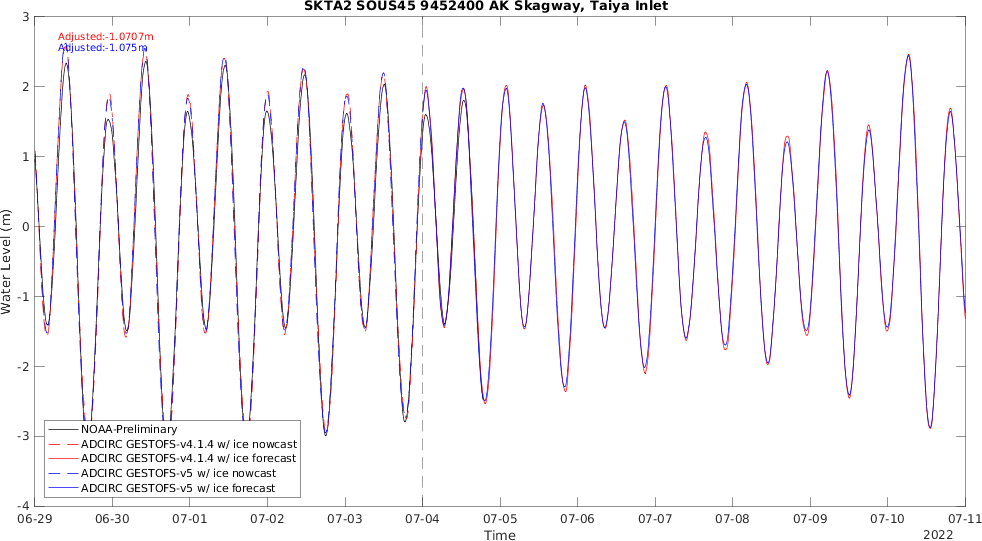 SKTA2 SOUS45 9452400 AK Skagway, Taiya Inlet
Adjusted:-1.0707m
Adjusted:-1.075m
3
2
1
0
-1
-2
-3
-4
Water Level (m)
NOAA-Preliminary
ADCIRC GESTOFS-v4.1.4 w/ ice nowcast
ADCIRC GESTOFS-v4.1.4 w/ ice forecast
ADCIRC GESTOFS-v5 w/ ice nowcast
ADCIRC GESTOFS-v5 w/ ice forecast
06-29 06-30 07-01 07-02 07-03 07-04 07-05 07-06 07-07 07-08 07-09 07-10 07-11
Time
2022